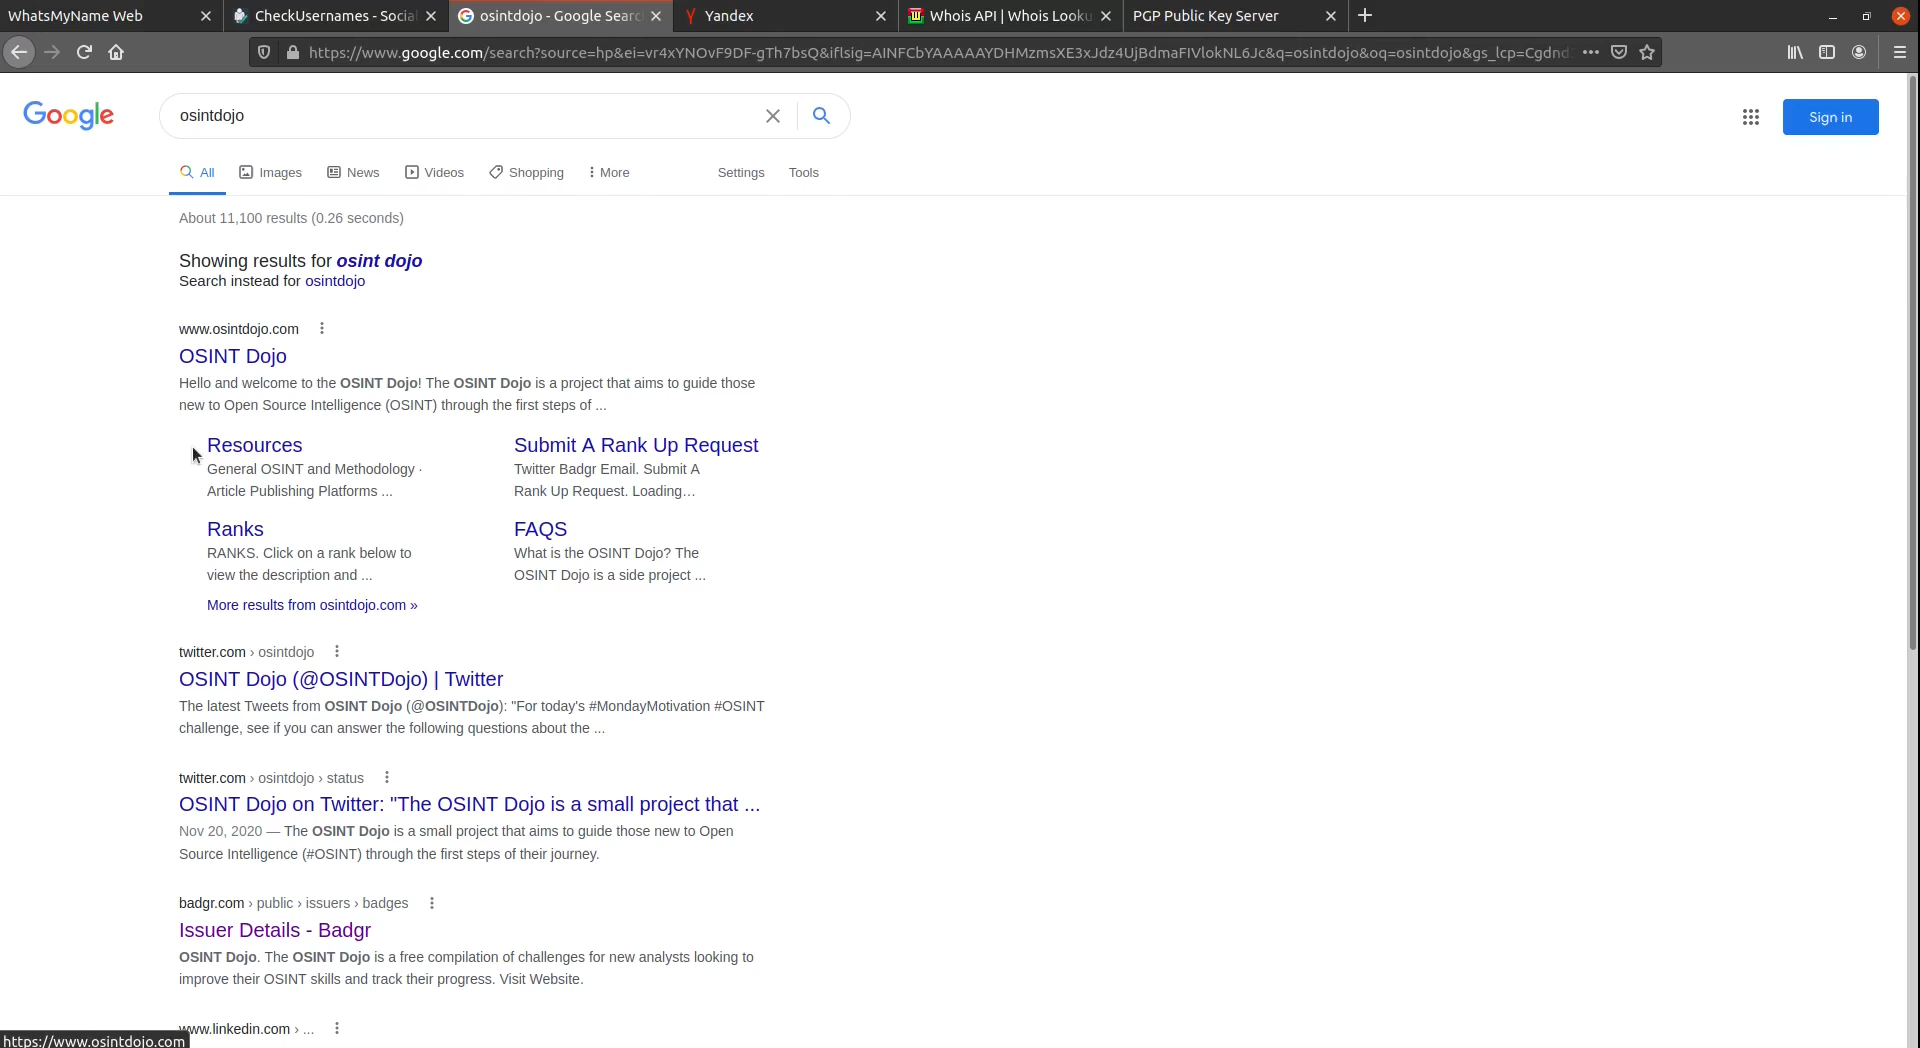 WhatsMyName Web
CheckUsernames - Social
osintdojo - Google Searc
Yandex
Whois API | Whois Looku
PGP Public Key Server
https://www.google.com/search?source=hp&ei=vr4xYNOvF9DF-gTh7bsQ&iflsig=AINFCbYAAAAAYDHMzmsXE3xJdz4UjBdmaFIVlokNL6Jc&q=osintdojo&oq=osintdojo&gs_lcp=Cgdnd
Google
osintdojo
Sign in
All
Images
News
Videos
Shopping
More
Settings
Tools
About 11,100 results (0.26 seconds)
Showing results for osint dojo
Search instead for osintdojo
www.osintdojo.com
OSINT Dojo
Hello and welcome to the OSINT Dojo! The OSINT Dojo is a project that aims to guide those
new to Open Source Intelligence (OSINT) through the first steps of ...
Resources
General OSINT and Methodology ·
Article Publishing Platforms ...
Submit A Rank Up Request
Twitter Badgr Email. Submit A
Rank Up Request. Loading…
Ranks
RANKS. Click on a rank below to
view the description and ...
FAQS
What is the OSINT Dojo? The
OSINT Dojo is a side project ...
More results from osintdojo.com »
twitter.com › osintdojo
OSINT Dojo (@OSINTDojo) | Twitter
The latest Tweets from OSINT Dojo (@OSINTDojo): "For today's #MondayMotivation #OSINT
challenge, see if you can answer the following questions about the ...
twitter.com › osintdojo › status
OSINT Dojo on Twitter: "The OSINT Dojo is a small project that ...
Nov 20, 2020 — The OSINT Dojo is a small project that aims to guide those new to Open
Source Intelligence (#OSINT) through the first steps of their journey.
badgr.com › public › issuers › badges
Issuer Details - Badgr
OSINT Dojo. The OSINT Dojo is a free compilation of challenges for new analysts looking to
improve their OSINT skills and track their progress. Visit Website.
www.linkedin.com › ...
https://www.osintdojo.com